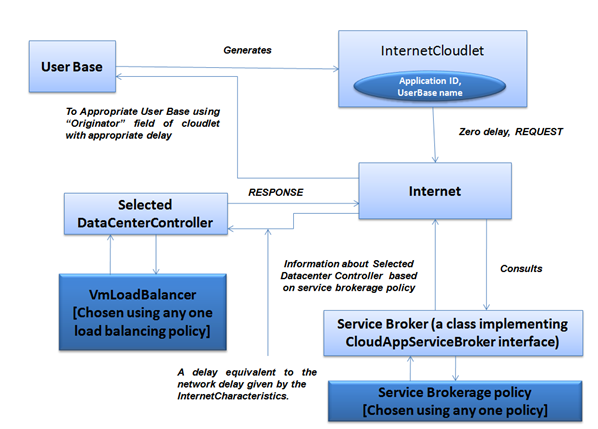 Generates
User Base
InternetCloudlet
Application ID,
UserBase name
To Appropriate User Base using
“Originator” field of cloudlet
with appropriate delay
Zero delay, REQUEST
RESPONSE
Internet
Selected
DataCenterController
Information about Selected
Datacenter Controller based
on service brokerage policy
Consults
VmLoadBalancer
[Chosen using any one
load balancing policy]
Service Broker (a class implementing
CloudAppServiceBroker interface)
A delay equivalent to the
network delay given by the
InternetCharacteristics.
Service Brokerage policy
[Chosen using any one policy]